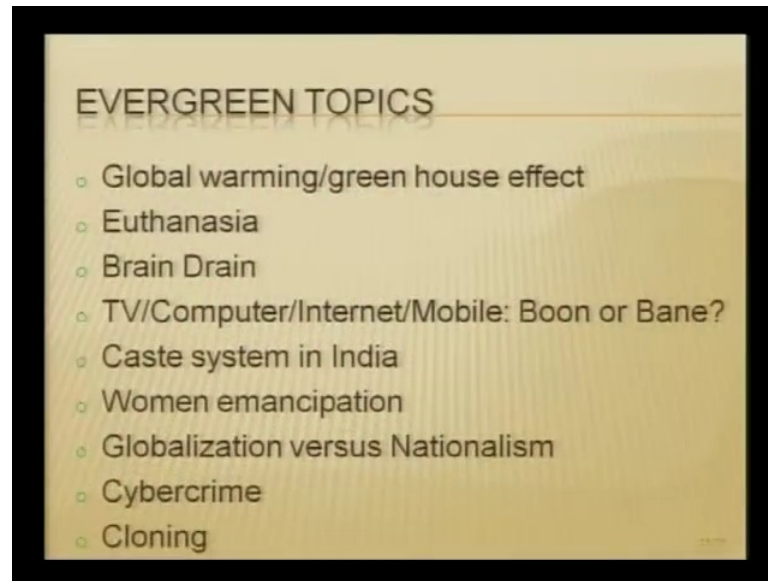 EVERGREEN TOPICS
Global warming/green house effect
Euthanasia
Brain Drain
TV/Computer/Internet/Mobile: Boon or Bane?
Caste system in India
Women emancipation
Globalization versus Nationalism
Cybercrime
Cloning